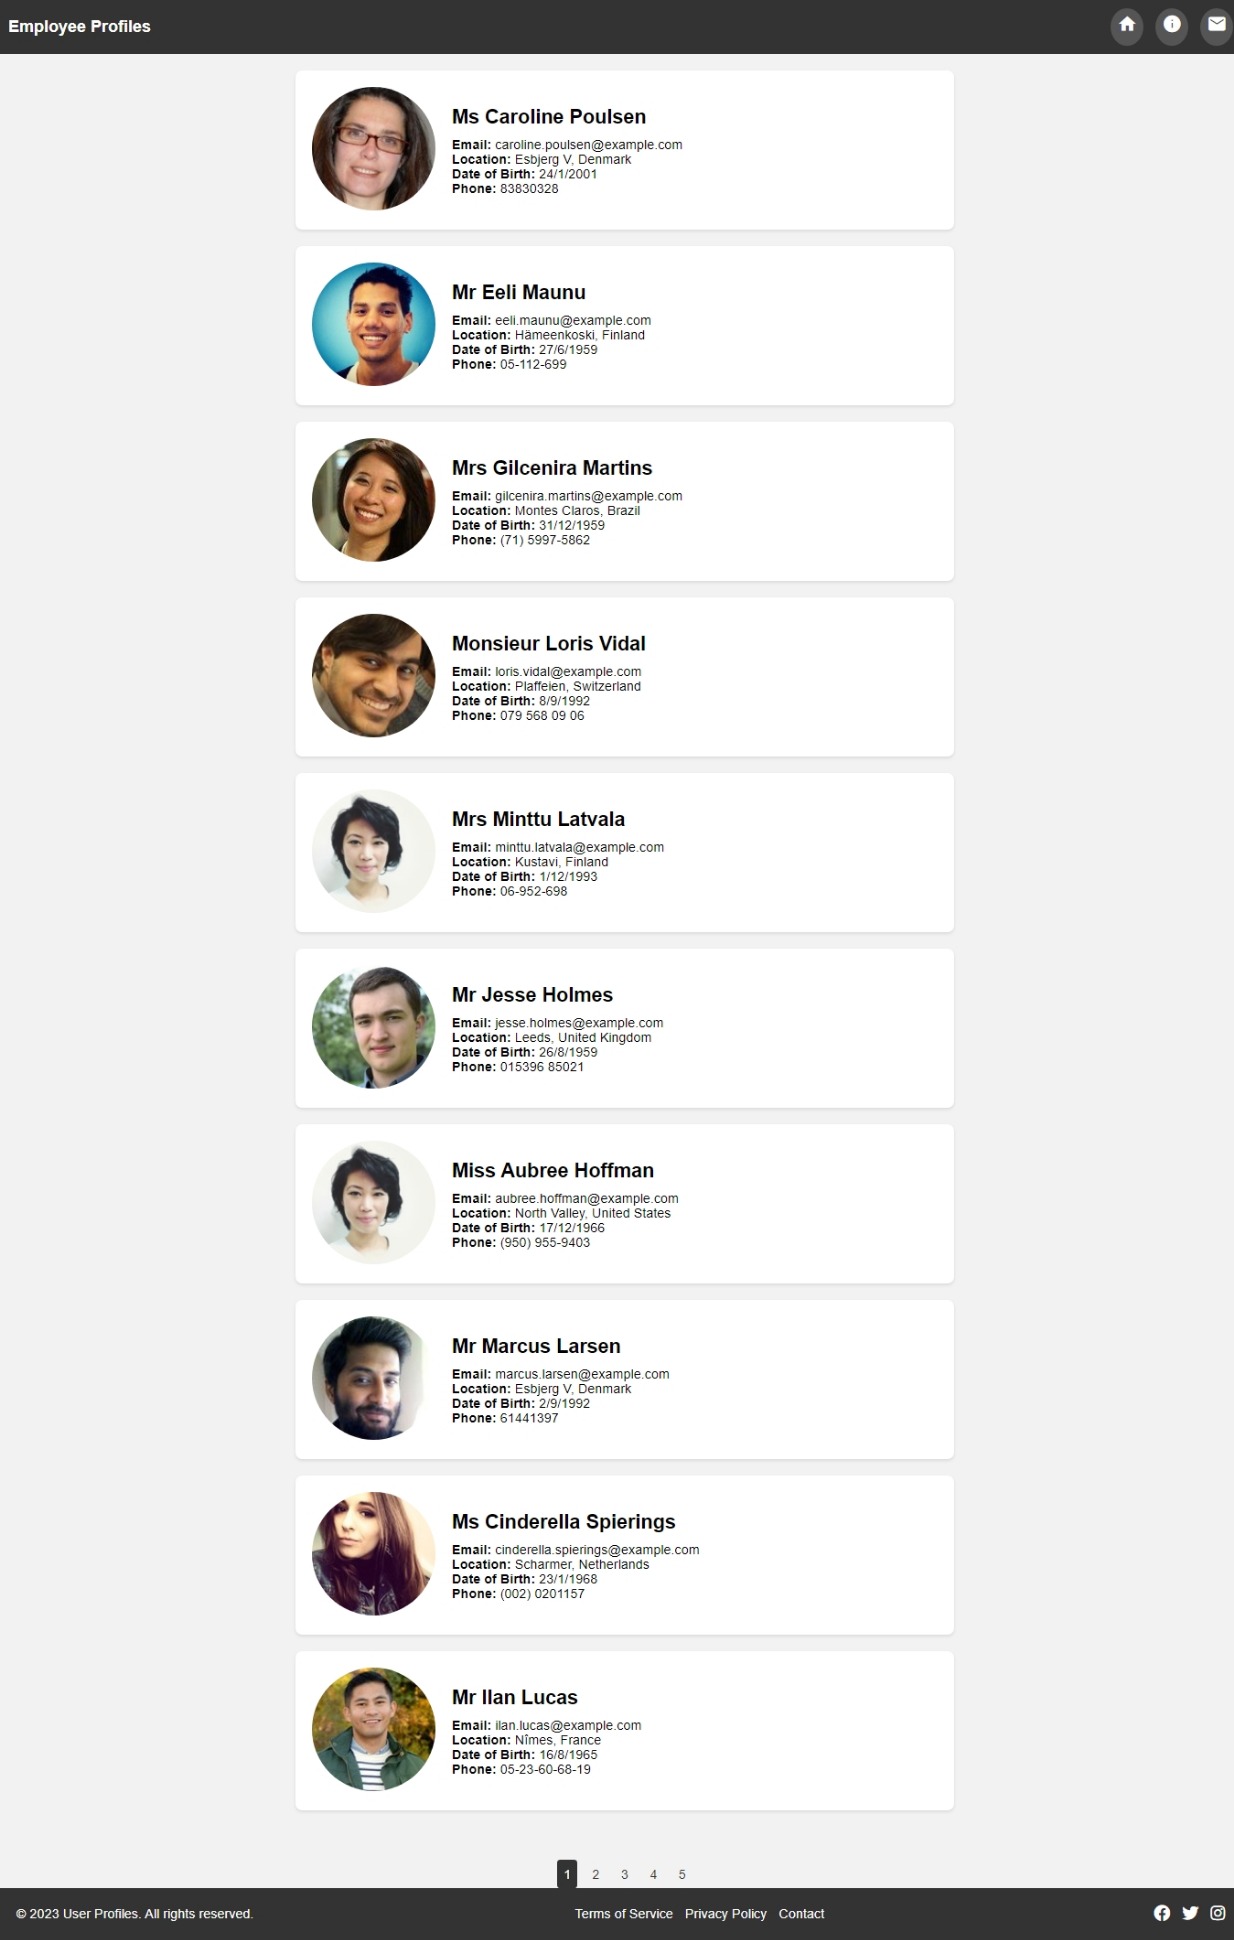 Employee Profiles
Ms Caroline Poulsen
Email: caroline.poulsen@example.com
Location: Esbjerg V, Denmark
Date of Birth: 24/1/2001
Phone: 83830328
Mr Eeli Maunu
Email: eeli.maunu@example.com
Location: Hämeenkoski, Finland
Date of Birth: 27/6/1959
Phone: 05-112-699
Mrs Gilcenira Martins
Email: gilcenira.martins@example.com
Location: Montes Claros, Brazil
Date of Birth: 31/12/1959
Phone: (71) 5997-5862
Monsieur Loris Vidal
Email: loris.vidal@example.com
Location: Plaffeien, Switzerland
Date of Birth: 8/9/1992
Phone: 079 568 09 06
Mrs Minttu Latvala
Email: minttu.latvala@example.com
Location: Kustavi, Finland
Date of Birth: 1/12/1993
Phone: 06-952-698
Mr Jesse Holmes
Email: jesse.holmes@example.com
Location: Leeds, United Kingdom
Date of Birth: 26/8/1959
Phone: 015396 85021
Miss Aubree Hoffman
Email: aubree.hoffman@example.com
Location: North Valley, United States
Date of Birth: 17/12/1966
Phone: (950) 955-9403
Mr Marcus Larsen
Email: marcus.larsen@example.com
Location: Esbjerg V, Denmark
Date of Birth: 2/9/1992
Phone: 61441397
Ms Cinderella Spierings
Email: cinderella.spierings@example.com
Location: Scharmer, Netherlands
Date of Birth: 23/1/1968
Phone: (002) 0201157
Mr Ilan Lucas
Email: ilan.lucas@example.com
Location: Nîmes, France
Date of Birth: 16/8/1965
Phone: 05-23-60-68-19
1 2 3 4 5
© 2023 User Profiles. All rights reserved. Terms of Service Privacy Policy Contact